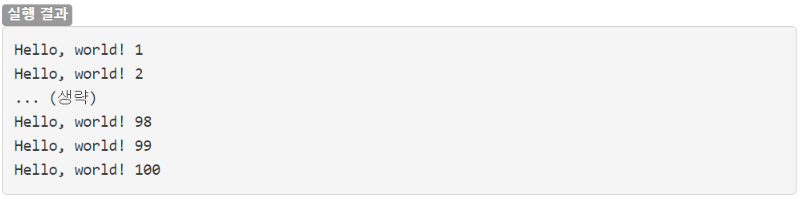 실행 결과
Hello, world! 1
Hello, world! 2
... (생략)
Hello, world! 98
Hello, world! 99
Hello, world! 100